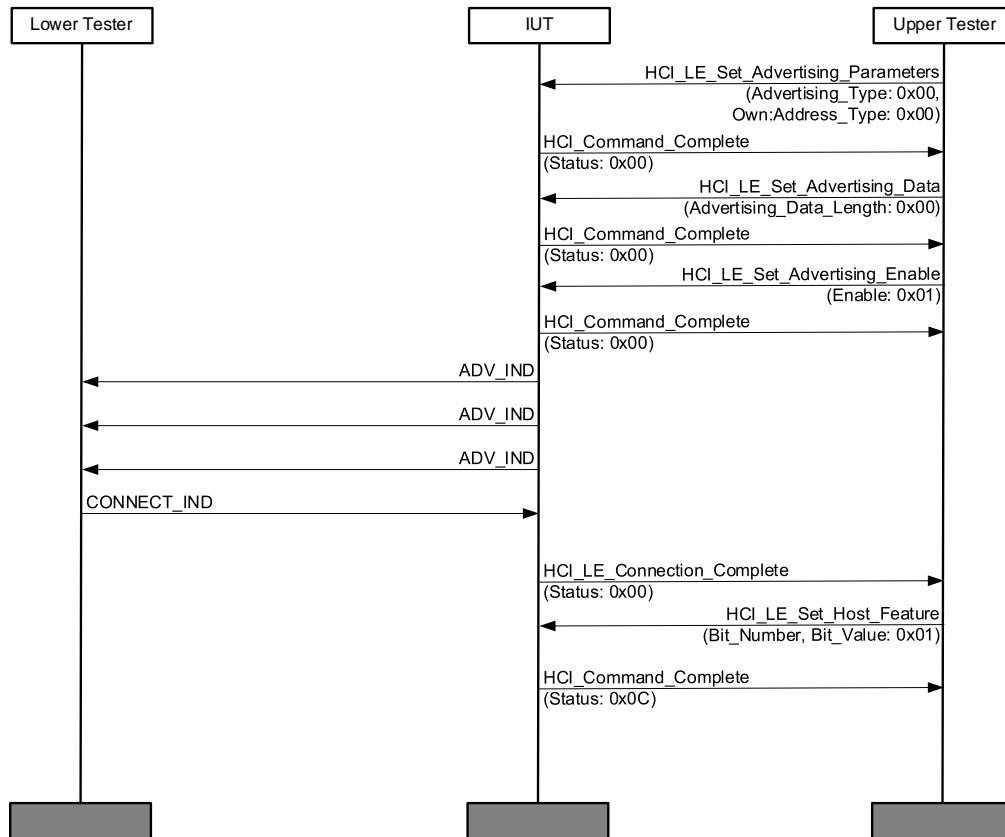 Lower Tester
IUT
Upper Tester
HCI_LE_Set_Advertising_Parameters
(Advertising_Type: 0x00,
Own:Address_Type: 0x00)
HCI_Command_Complete
(Status: 0x00)
HCI_LE_Set_Advertising_Data
(Advertising_Data_Length: 0x00)
HCI_Command_Complete
(Status: 0x00)
HCI_LE_Set_Advertising_Enable
(Enable: 0x01)
HCI_Command_Complete
(Status: 0x00)
ADV_IND
ADV_IND
ADV_IND
CONNECT_IND
HCI_LE_Connection_Complete
(Status: 0x00)
HCI_LE_Set_Host_Feature
(Bit_Number, Bit_Value: 0x01)
HCI_Command_Complete
(Status: 0x0C)